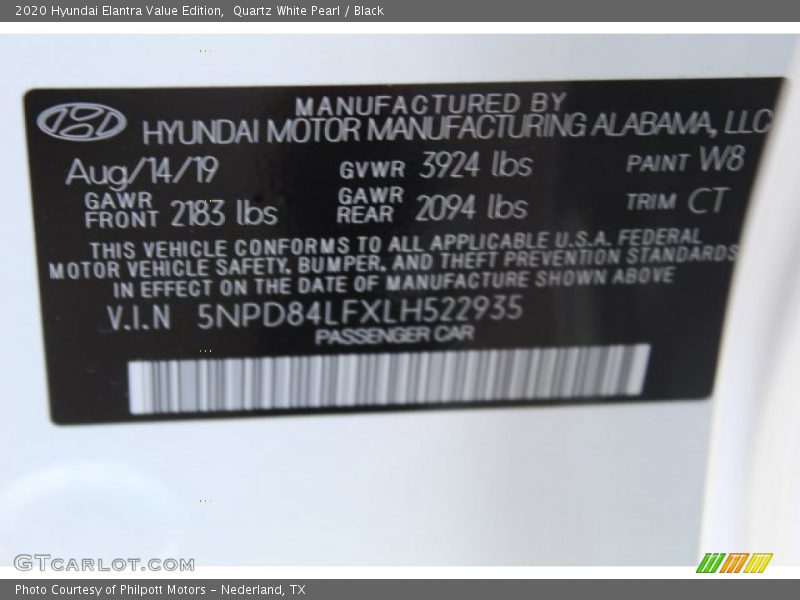 2020 Hyundai Elantra Value Edition, Quartz White Pearl / Black
MANUFACTURED BY
HYUNDAI MOTOR MANUFACTURING ALABAMA, LLC
Aug/14/19 GVWR 3924 lbs PAINT W8
GAWR FRONT 2183 lbs GAWR REAR 2094 lbs TRIM CT
THIS VEHICLE CONFORMS TO ALL APPLICABLE U.S.A. FEDERAL
MOTOR VEHICLE SAFETY, BUMPER, AND THEFT PREVENTION STANDARDS
IN EFFECT ON THE DATE OF MANUFACTURE SHOWN ABOVE
V.I.N 5NPD84LFXLH522935
PASSENGER CAR
GTCARLOT.COM
Photo Courtesy of Philpott Motors - Nederland, TX